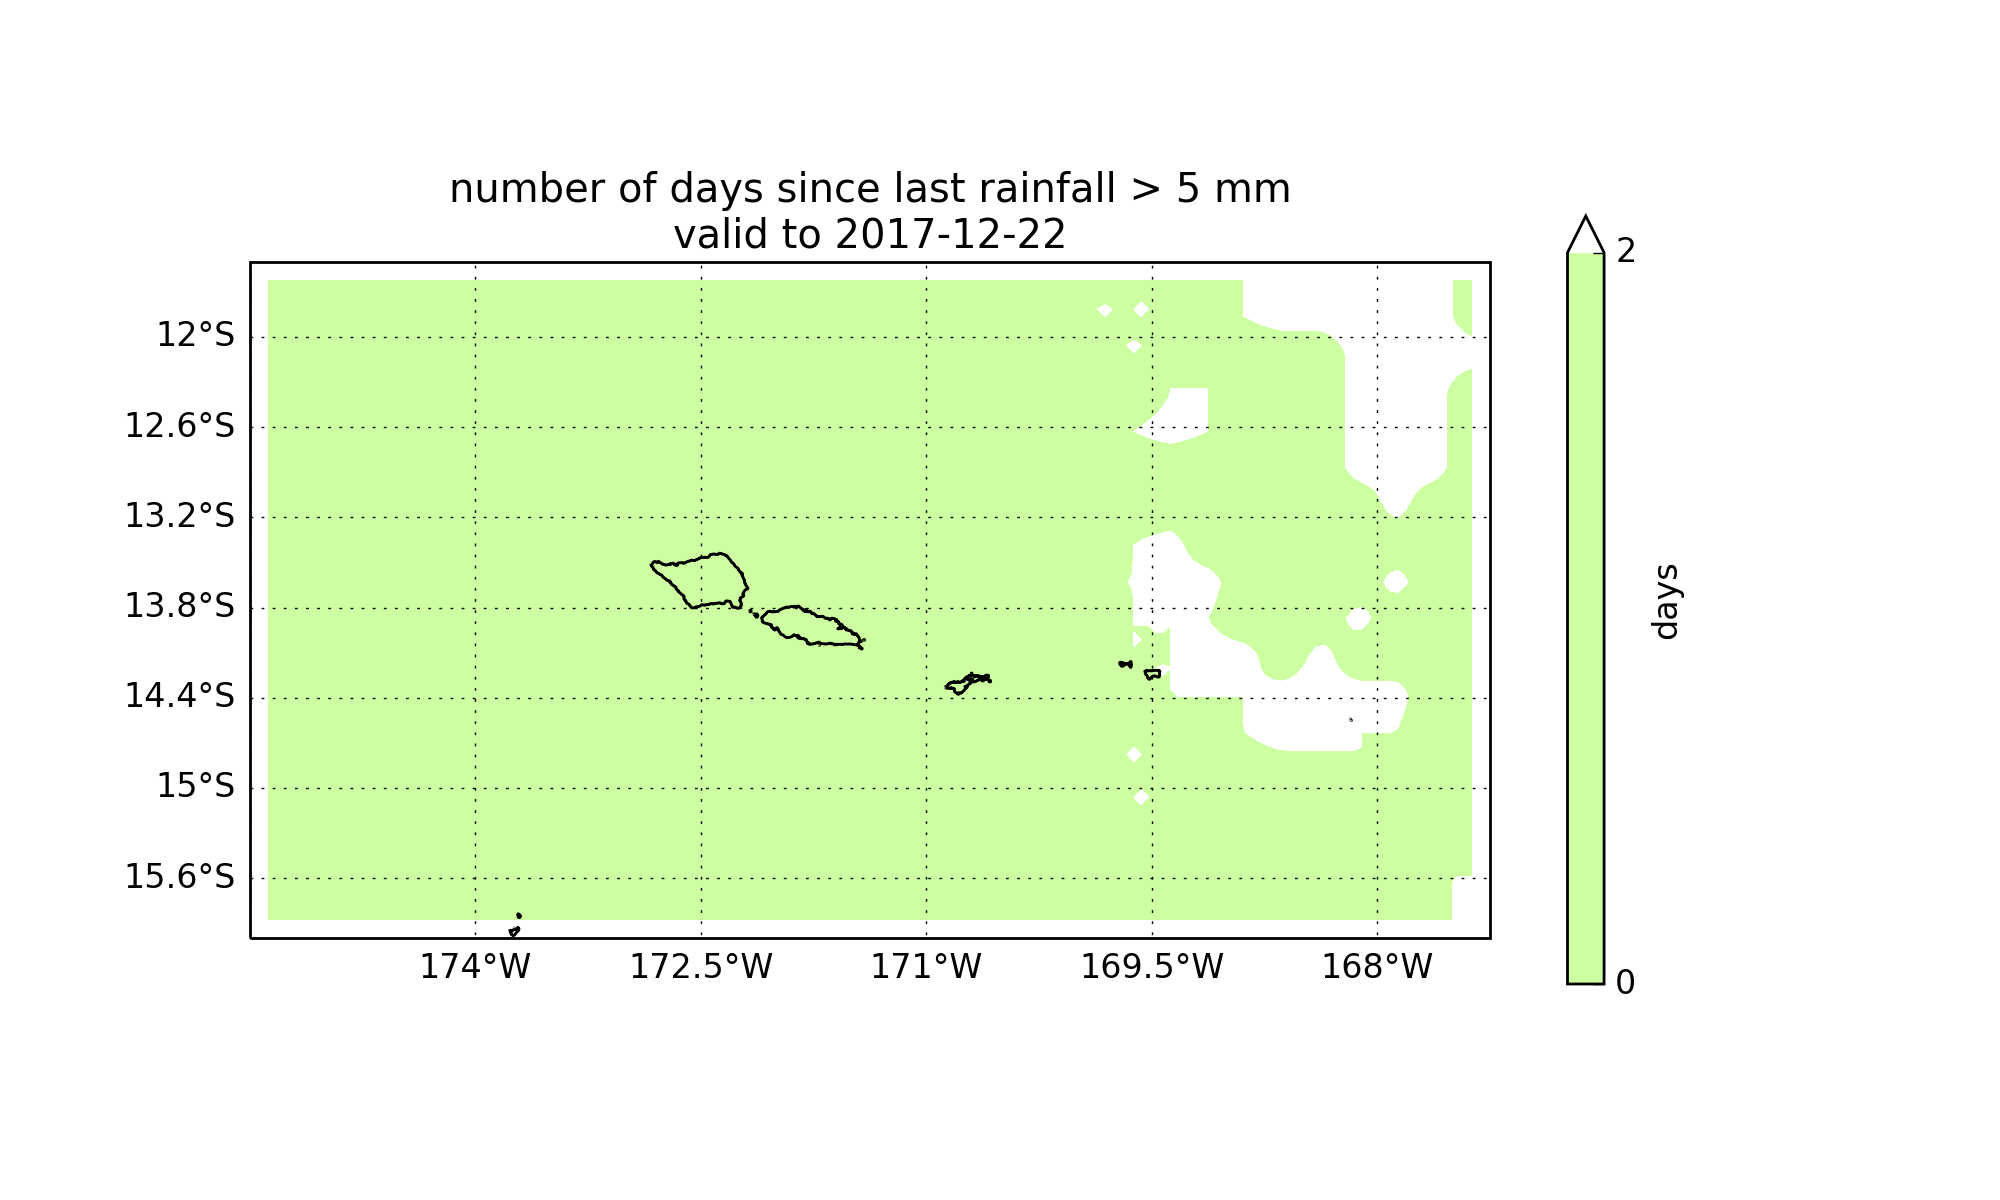 number of days since last rainfall > 5 mm
valid to 2017-12-22
2
12°S
12.6°S
13.2°S
13.8°S
14.4°S
15°S
15.6°S
days
174°W
172.5°W
171°W
169.5°W
168°W
0